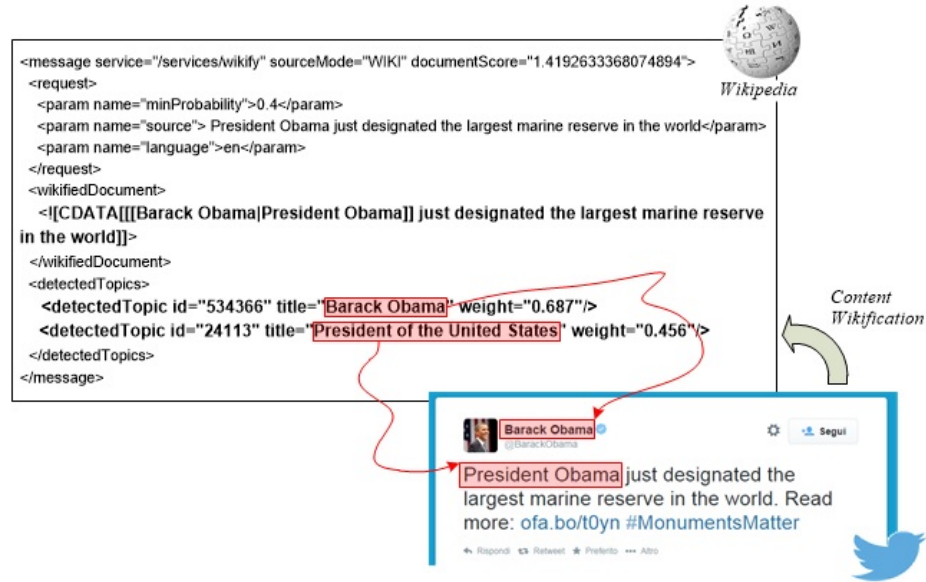 Wikipedia
<message service="/services/wikify" sourceMode="WIKI" documentScore="1.4192633368074894">
<request>
<param name="minProbability">0.4</param>
<param name="source"> President Obama just designated the largest marine reserve in the world</param>
<param name="language">en</param>
</request>
<wikifiedDocument>
<![CDATA[[[Barack Obama|President Obama]] just designated the largest marine reserve
in the world]]>
</wikifiedDocument>
<detectedTopics>
<detectedTopic id="534366" title="Barack Obama" weight="0.687"/>
<detectedTopic id="24113" title="President of the United States" weight="0.456"/>
</detectedTopics>
</message>
Content
Wikification
Barack Obama
@BarackObama
Segui
President Obama just designated the
largest marine reserve in the world. Read
more: ofa.bo/t0yn #MonumentsMatter
Rispondi Retweet Preferito ••• Altro